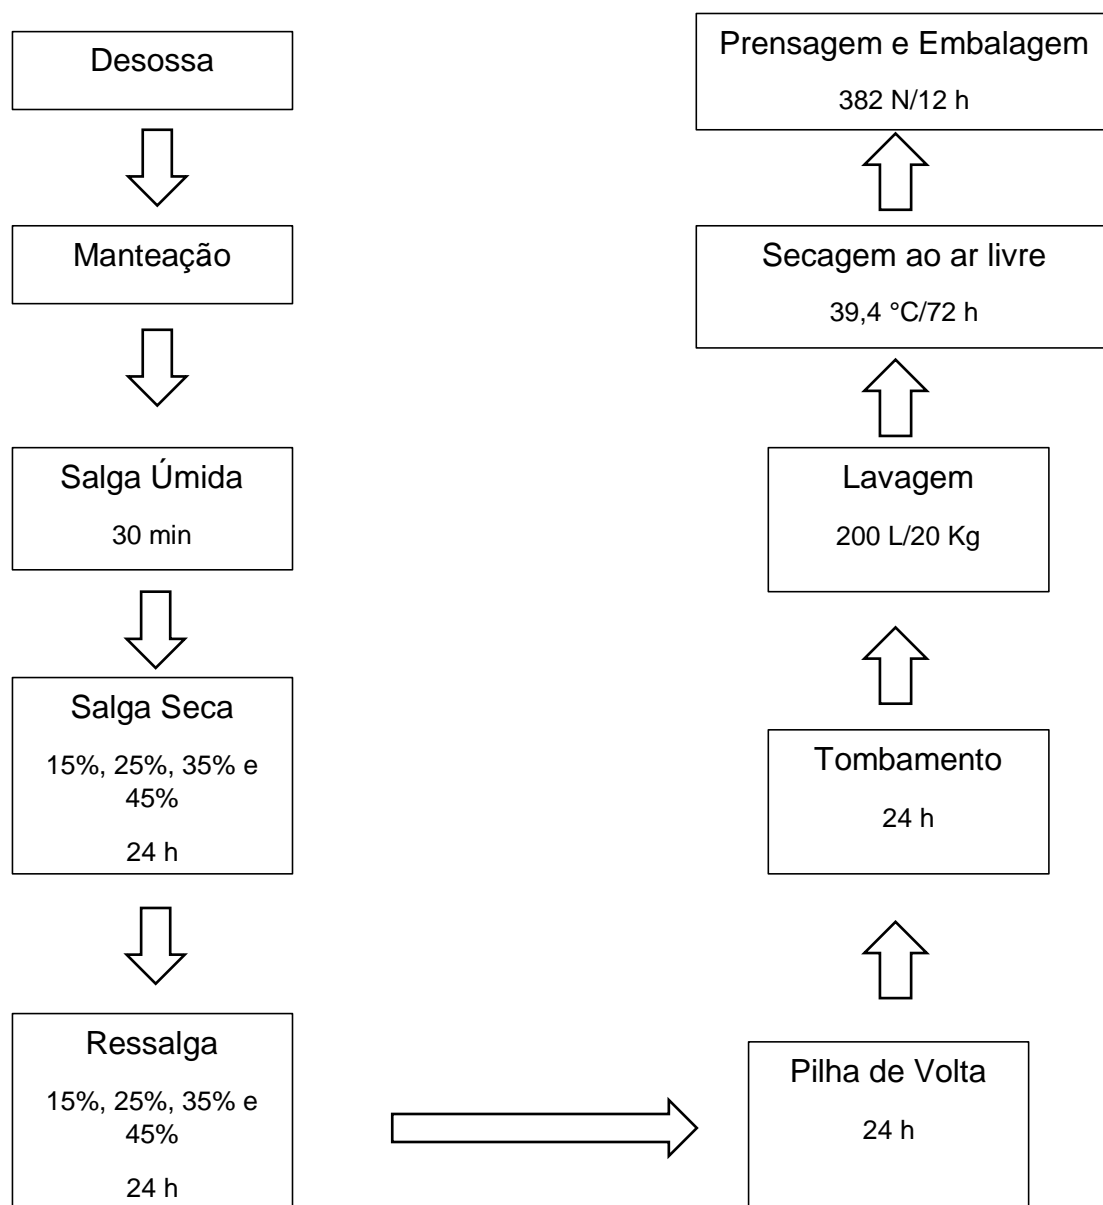 Desossa
Manteação
Salga Úmida
30 min
Salga Seca
15%, 25%, 35% e
45%
24 h
Ressalga
15%, 25%, 35% e
45%
24 h
Pilha de Volta
24 h
Tombamento
24 h
Lavagem
200 L/20 Kg
Secagem ao ar livre
39,4 °C/72 h
Prensagem e Embalagem
382 N/12 h